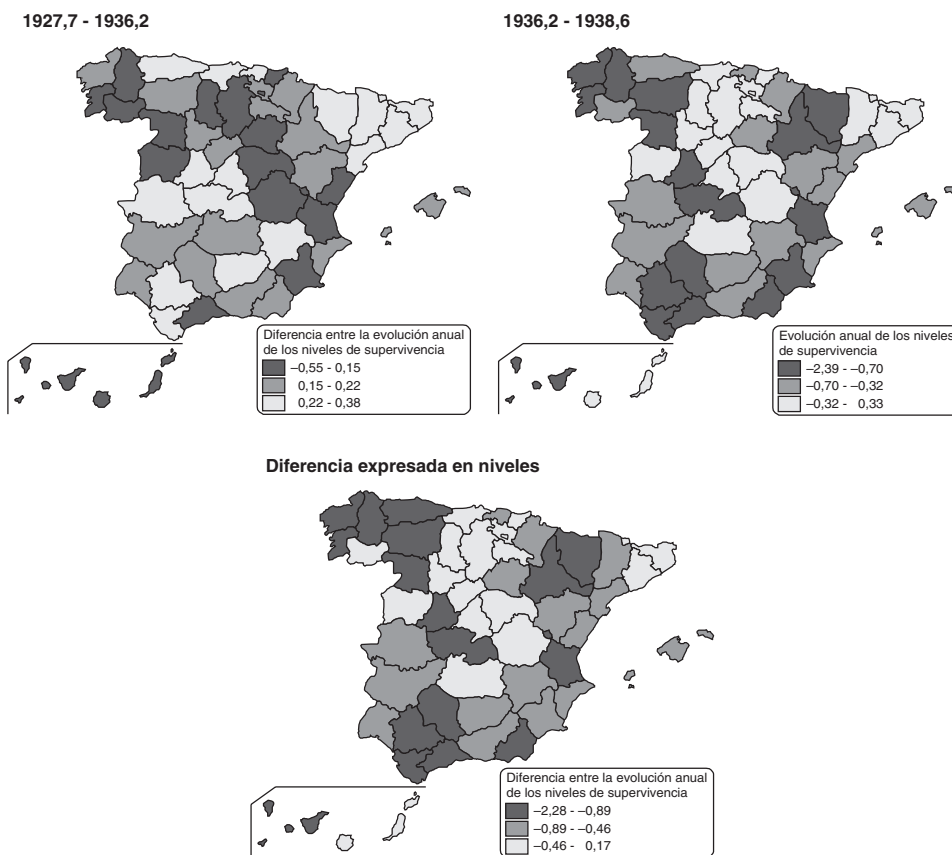 1927,7 - 1936,2
1936,2 - 1938,6
Diferencia entre la evolución anual
de los niveles de supervivencia
–0,55 - 0,15
0,15 - 0,22
0,22 - 0,38
Evolución anual de los niveles
de supervivencia
–2,39 - –0,70
–0,70 - –0,32
–0,32 - 0,33
Diferencia expresada en niveles
Diferencia entre la evolución anual
de los niveles de supervivencia
–2,28 - –0,89
–0,89 - –0,46
–0,46 - 0,17